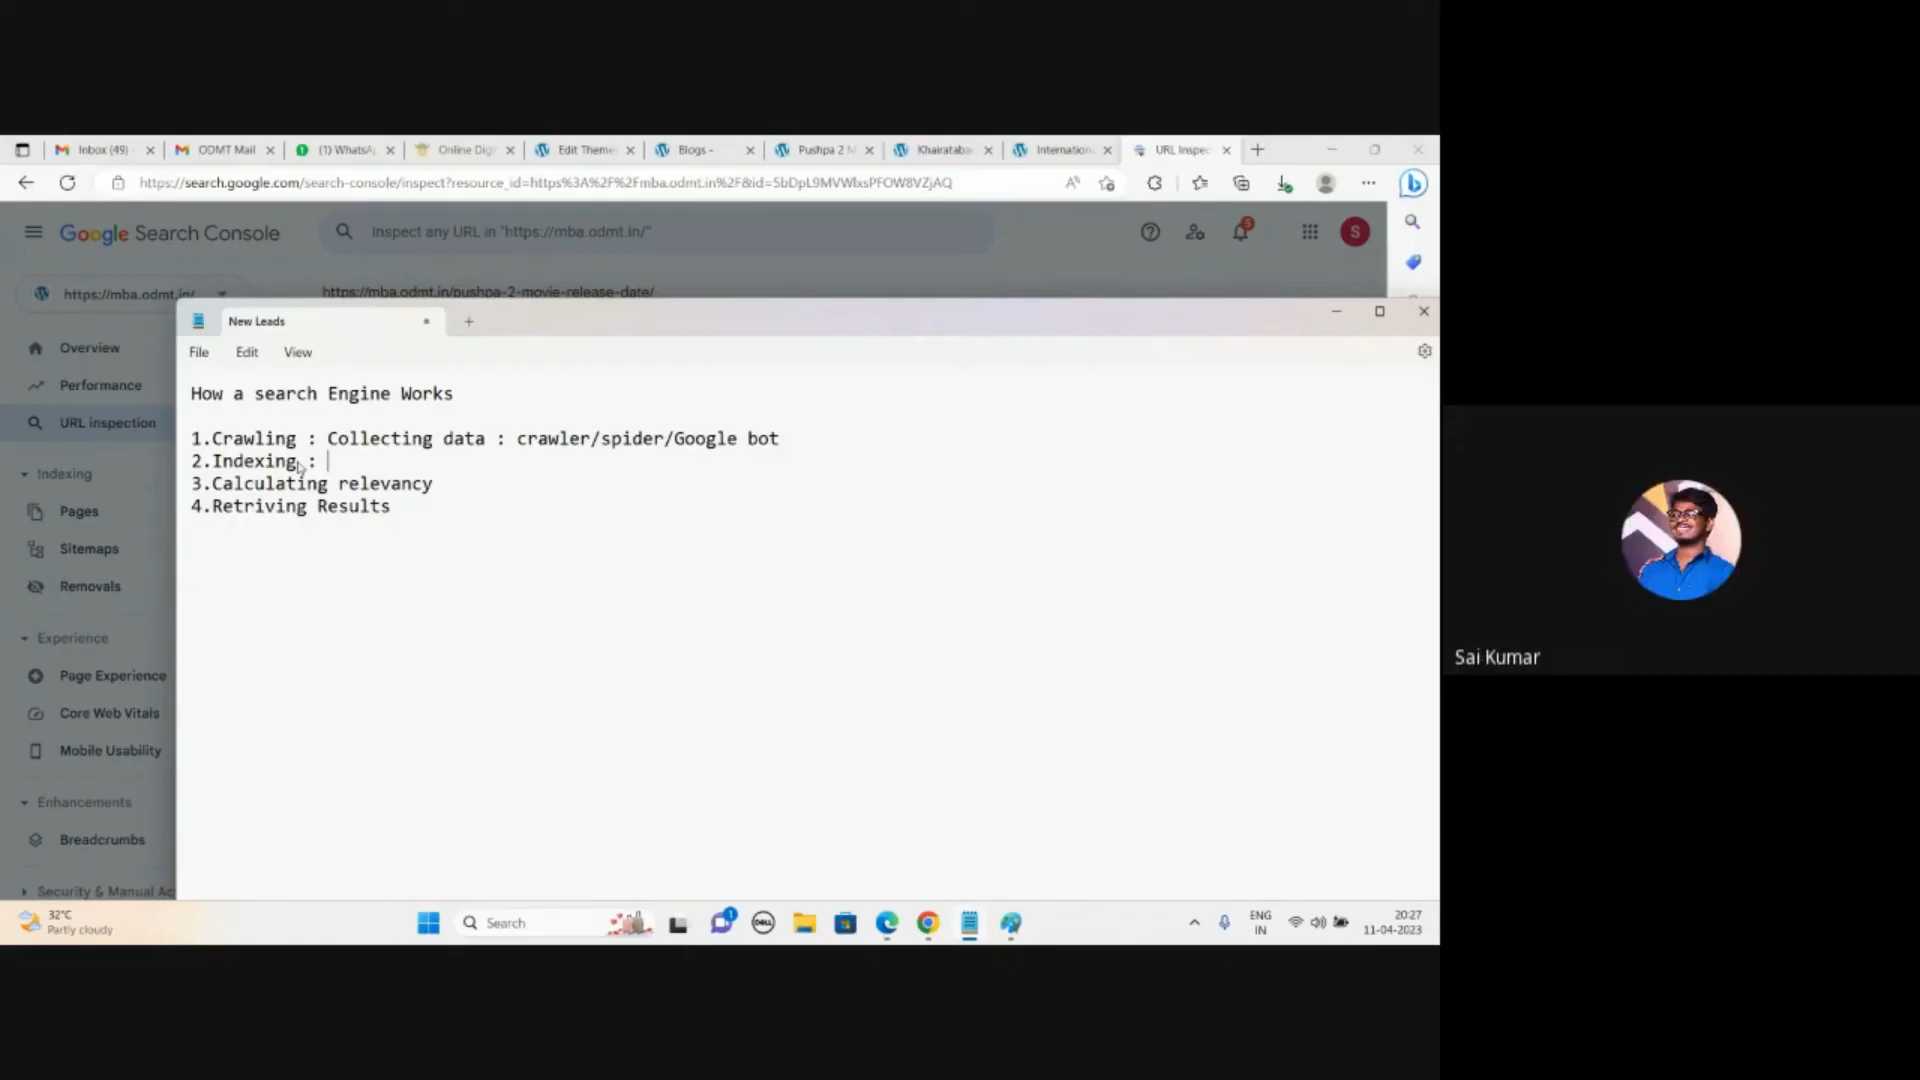 Inbox (49)
ODMT Mail
(1) WhatsA
Online Digi
Edit Theme
Blogs -
Pushpa 2 M
Khairataba
Internation
URL Inspec
https://search.google.com/search-console/inspect?resource_id=https%3A%2F%2Fmba.odmt.in%2F&id=5bDpL9MVWlxsPFOW8VZjAQ
Google Search Console
Inspect any URL in "https://mba.odmt.in/"
5
S
https://mba.odmt.in/
https://mba.odmt.in/pushpa-2-movie-release-date/
New Leads
File Edit View
How a search Engine Works
1.Crawling : Collecting data : crawler/spider/Google bot
2.Indexing :
3.Calculating relevancy
4.Retriving Results
Overview
Performance
URL inspection
Indexing
Pages
Sitemaps
Removals
Experience
Page Experience
Core Web Vitals
Mobile Usability
Enhancements
Breadcrumbs
Security & Manual Ac
Sai Kumar
32°C
Partly cloudy
Search
1
DELL
ENG
IN
20:27
11-04-2023